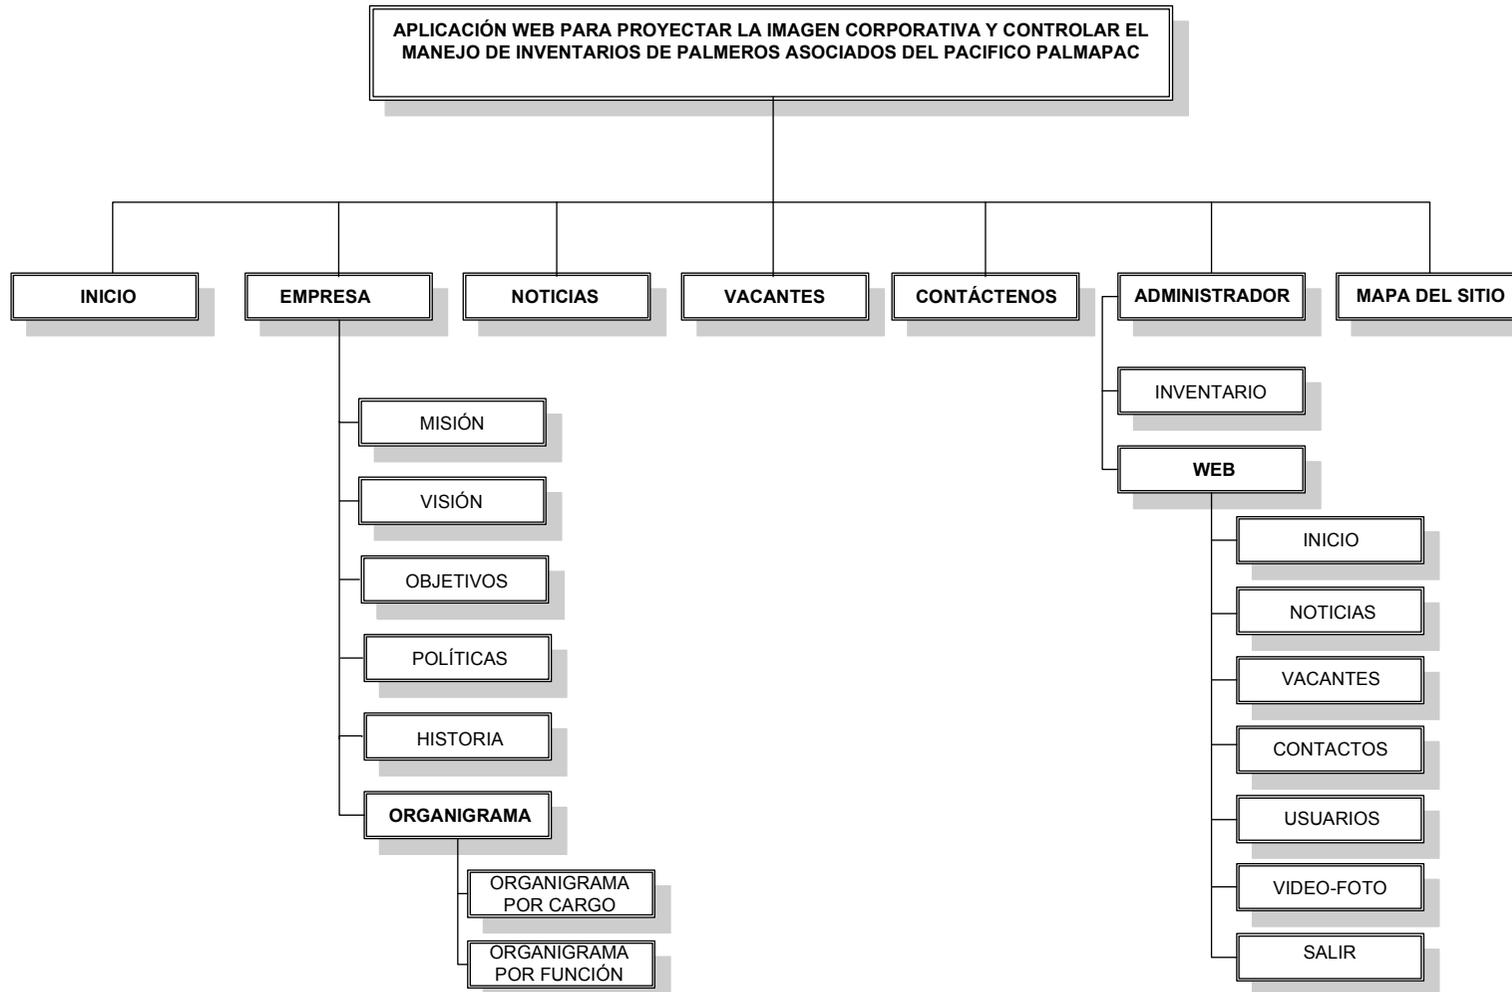 APLICACIÓN WEB PARA PROYECTAR LA IMAGEN CORPORATIVA Y CONTROLAR EL
MANEJO DE INVENTARIOS DE PALMEROS ASOCIADOS DEL PACIFICO PALMAPAC
INICIO
EMPRESA
NOTICIAS
VACANTES
CONTÁCTENOS
ADMINISTRADOR
MAPA DEL SITIO
MISIÓN
VISIÓN
OBJETIVOS
POLÍTICAS
HISTORIA
ORGANIGRAMA
ORGANIGRAMA
POR CARGO
ORGANIGRAMA
POR FUNCIÓN
INVENTARIO
WEB
INICIO
NOTICIAS
VACANTES
CONTACTOS
USUARIOS
VIDEO-FOTO
SALIR